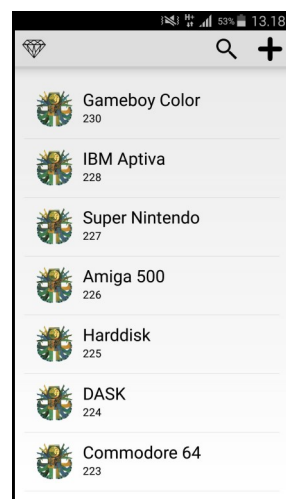 H+ 53% 13.18
Gameboy Color
230
IBM Aptiva
228
Super Nintendo
227
Amiga 500
226
Harddisk
225
DASK
224
Commodore 64
223